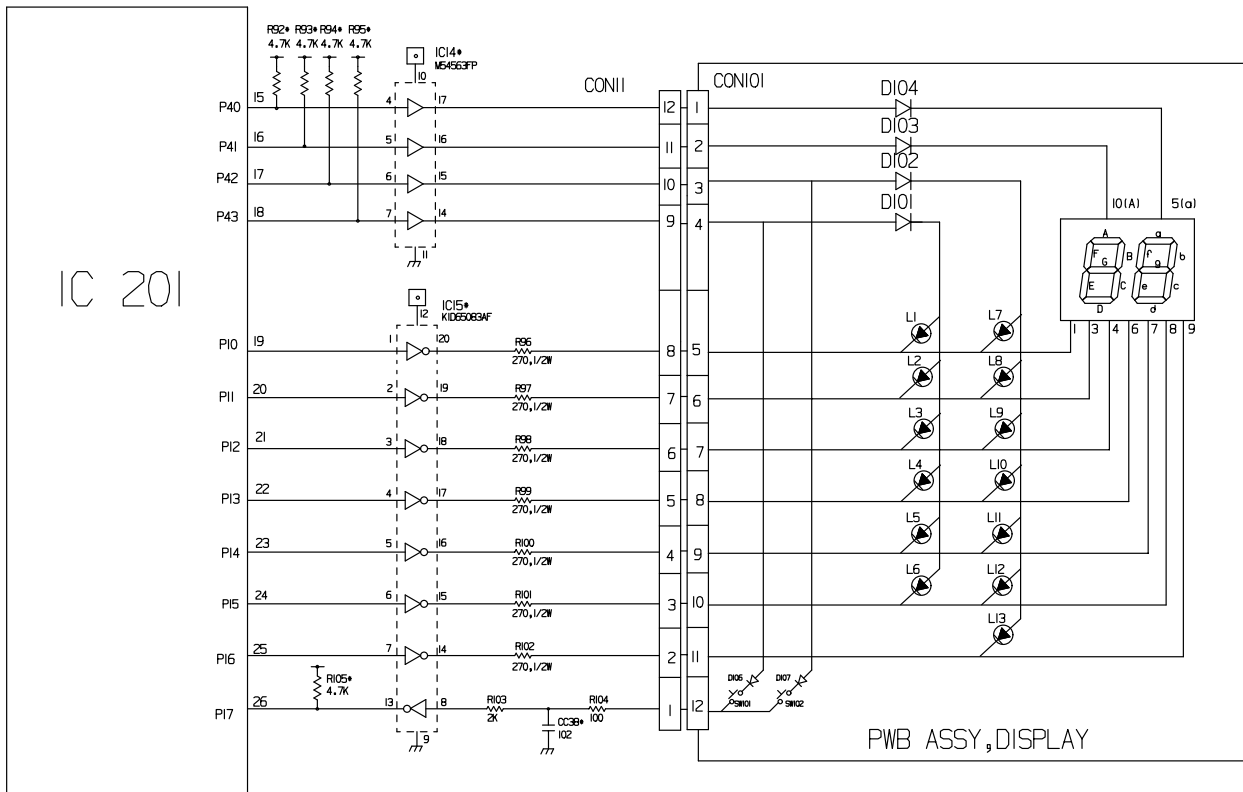 R92* R93* R94* R95*
4.7K 4.7K 4.7K 4.7K
IC14*
M54563FP
10
CON11
CON101
P40 15 4 17 12 1 D104
P41 16 5 16 11 2 D103
P42 17 6 15 10 3 D102
P43 18 7 14 9 4 D101
11
10(A) 5(a)
A a
F B f b
G g
E C e c
D d
1 3 4 6 7 8 9
IC 201
IC15*
KID65083AF
12
P10 19 1 20 R96 8 5 L1 L7
270,1/2W
P11 20 2 19 R97 7 6 L2 L8
270,1/2W
P12 21 3 18 R98 6 7 L3 L9
270,1/2W
P13 22 4 17 R99 5 8 L4 L10
270,1/2W
P14 23 5 16 R100 4 9 L5 L11
270,1/2W
P15 24 6 15 R101 3 10 L6 L12
270,1/2W
P16 25 7 14 R102 2 11 L13
270,1/2W
R105*
4.7K
P17 26 13 8 R103 R104 1 12
2K 100
CC38*
102
9
D106 D107
SW101 SW102
PWB ASSY,DISPLAY